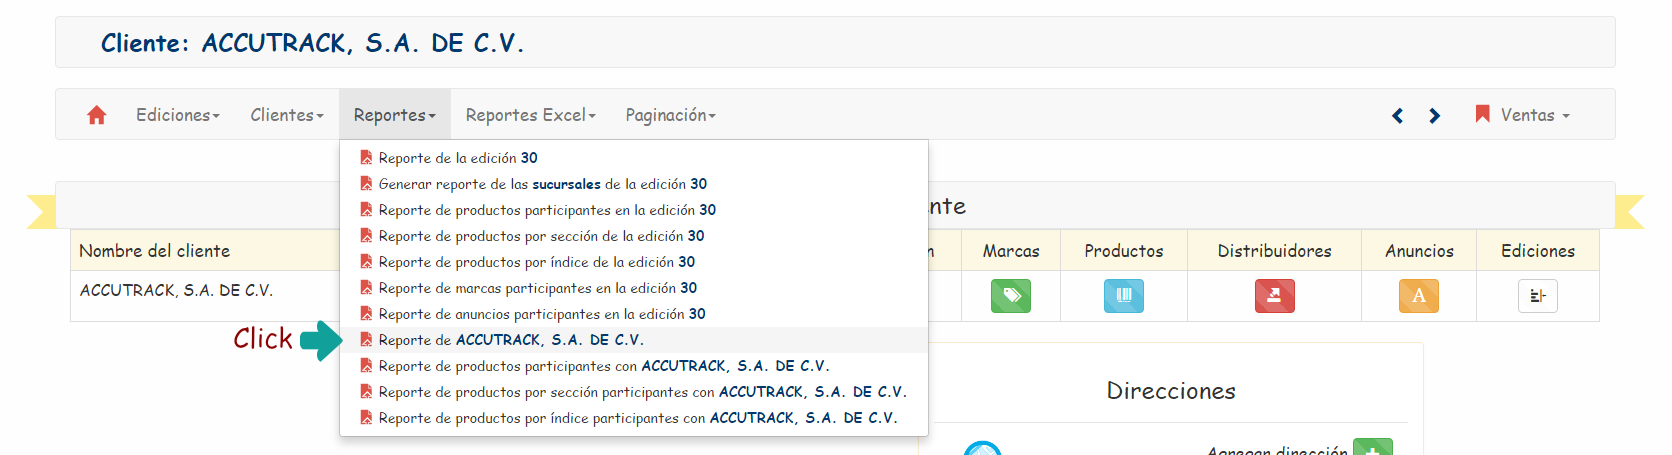 Cliente: ACCUTRACK, S.A. DE C.V.
Ediciones Clientes Reportes Reportes Excel Paginación Ventas
Reporte de la edición 30
Generar reporte de las sucursales de la edición 30
Reporte de productos participantes en la edición 30
Reporte de productos por sección de la edición 30
Reporte de productos por índice de la edición 30
Reporte de marcas participantes en la edición 30
Reporte de anuncios participantes en la edición 30
Reporte de ACCUTRACK, S.A. DE C.V.
Reporte de productos participantes con ACCUTRACK, S.A. DE C.V.
Reporte de productos por sección participantes con ACCUTRACK, S.A. DE C.V.
Reporte de productos por índice participantes con ACCUTRACK, S.A. DE C.V.
Click
nte
Nombre del cliente n Marcas Productos Distribuidores Anuncios Ediciones
ACCUTRACK, S.A. DE C.V. A
Direcciones
Agregar dirección